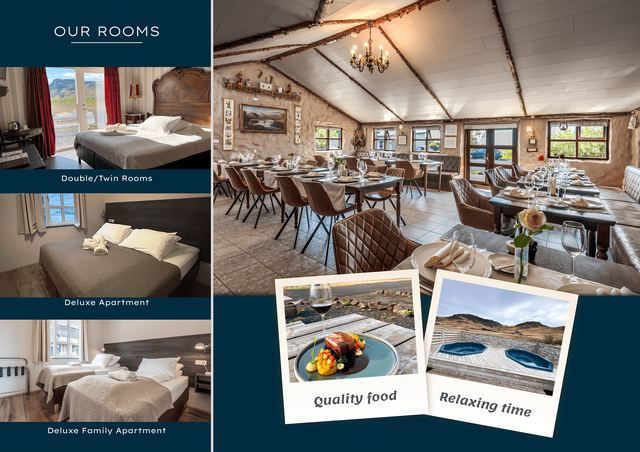 OUR ROOMS
Double/Twin Rooms
Deluxe Apartment
Deluxe Family Apartment
Quality food
Relaxing time